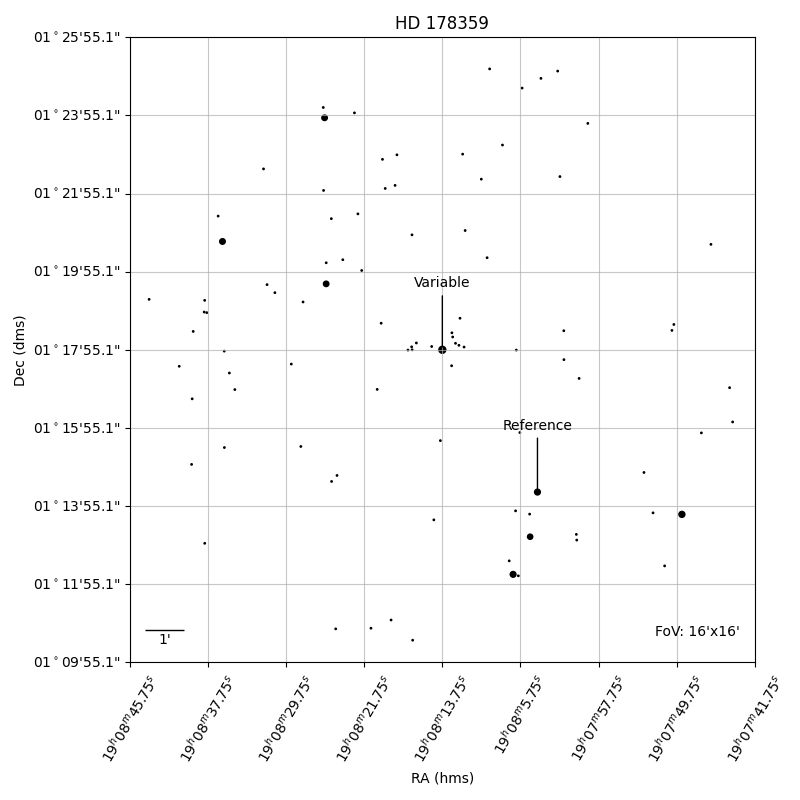 HD 178359
01°25'55.1"
01°23'55.1"
01°21'55.1"
01°19'55.1"
01°17'55.1"
01°15'55.1"
01°13'55.1"
01°11'55.1"
01°09'55.1"
Dec (dms)
Variable
Reference
1'
FoV: 16'x16'
19ʰ08ᵐ45.75ˢ
19ʰ08ᵐ37.75ˢ
19ʰ08ᵐ29.75ˢ
19ʰ08ᵐ21.75ˢ
19ʰ08ᵐ13.75ˢ
19ʰ08ᵐ5.75ˢ
19ʰ07ᵐ57.75ˢ
19ʰ07ᵐ49.75ˢ
19ʰ07ᵐ41.75ˢ
RA (hms)